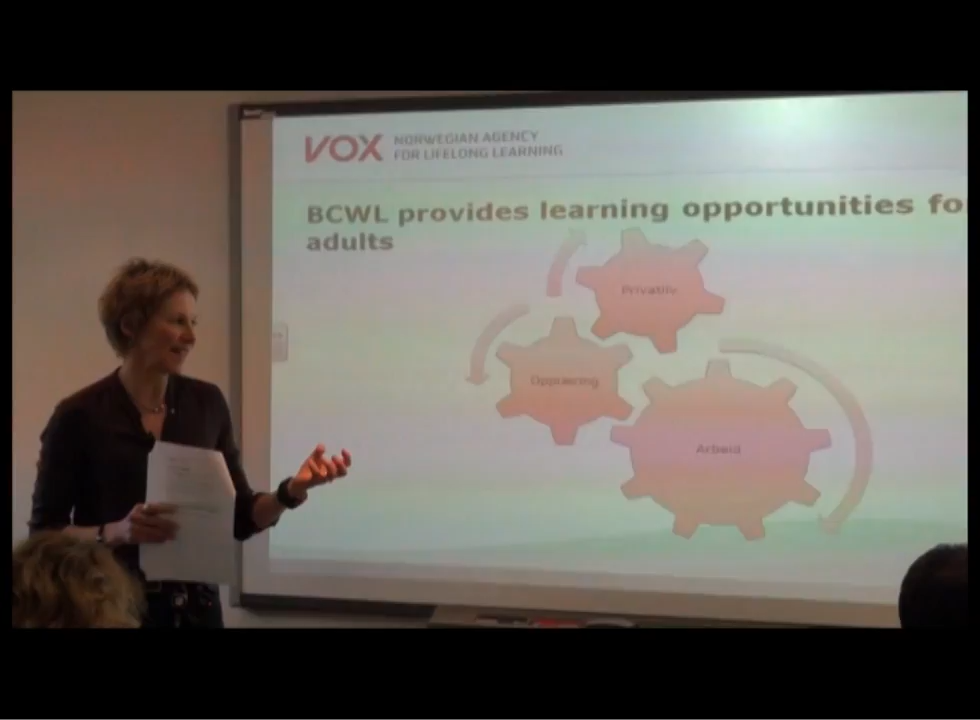 VOX NORWEGIAN AGENCY
FOR LIFELONG LEARNING
BCWL provides learning opportunities fo
adults
Privatliv
Opplæring
Arbeid